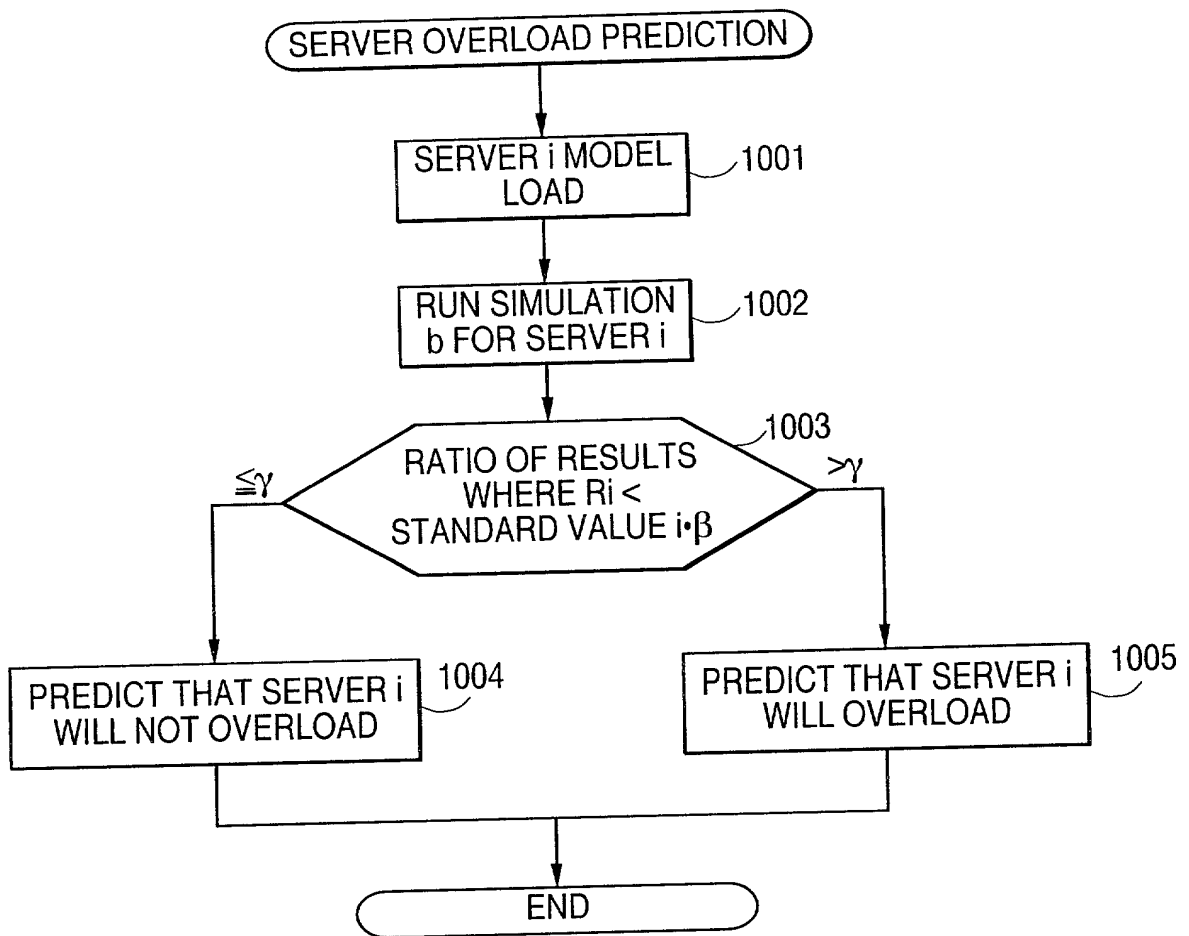 SERVER OVERLOAD PREDICTION
SERVER i MODEL
LOAD
1001
RUN SIMULATION
b FOR SERVER i
1002
RATIO OF RESULTS
WHERE Ri <
STANDARD VALUE i•β
1003
≦γ
>γ
PREDICT THAT SERVER i
WILL NOT OVERLOAD
1004
PREDICT THAT SERVER i
WILL OVERLOAD
1005
END